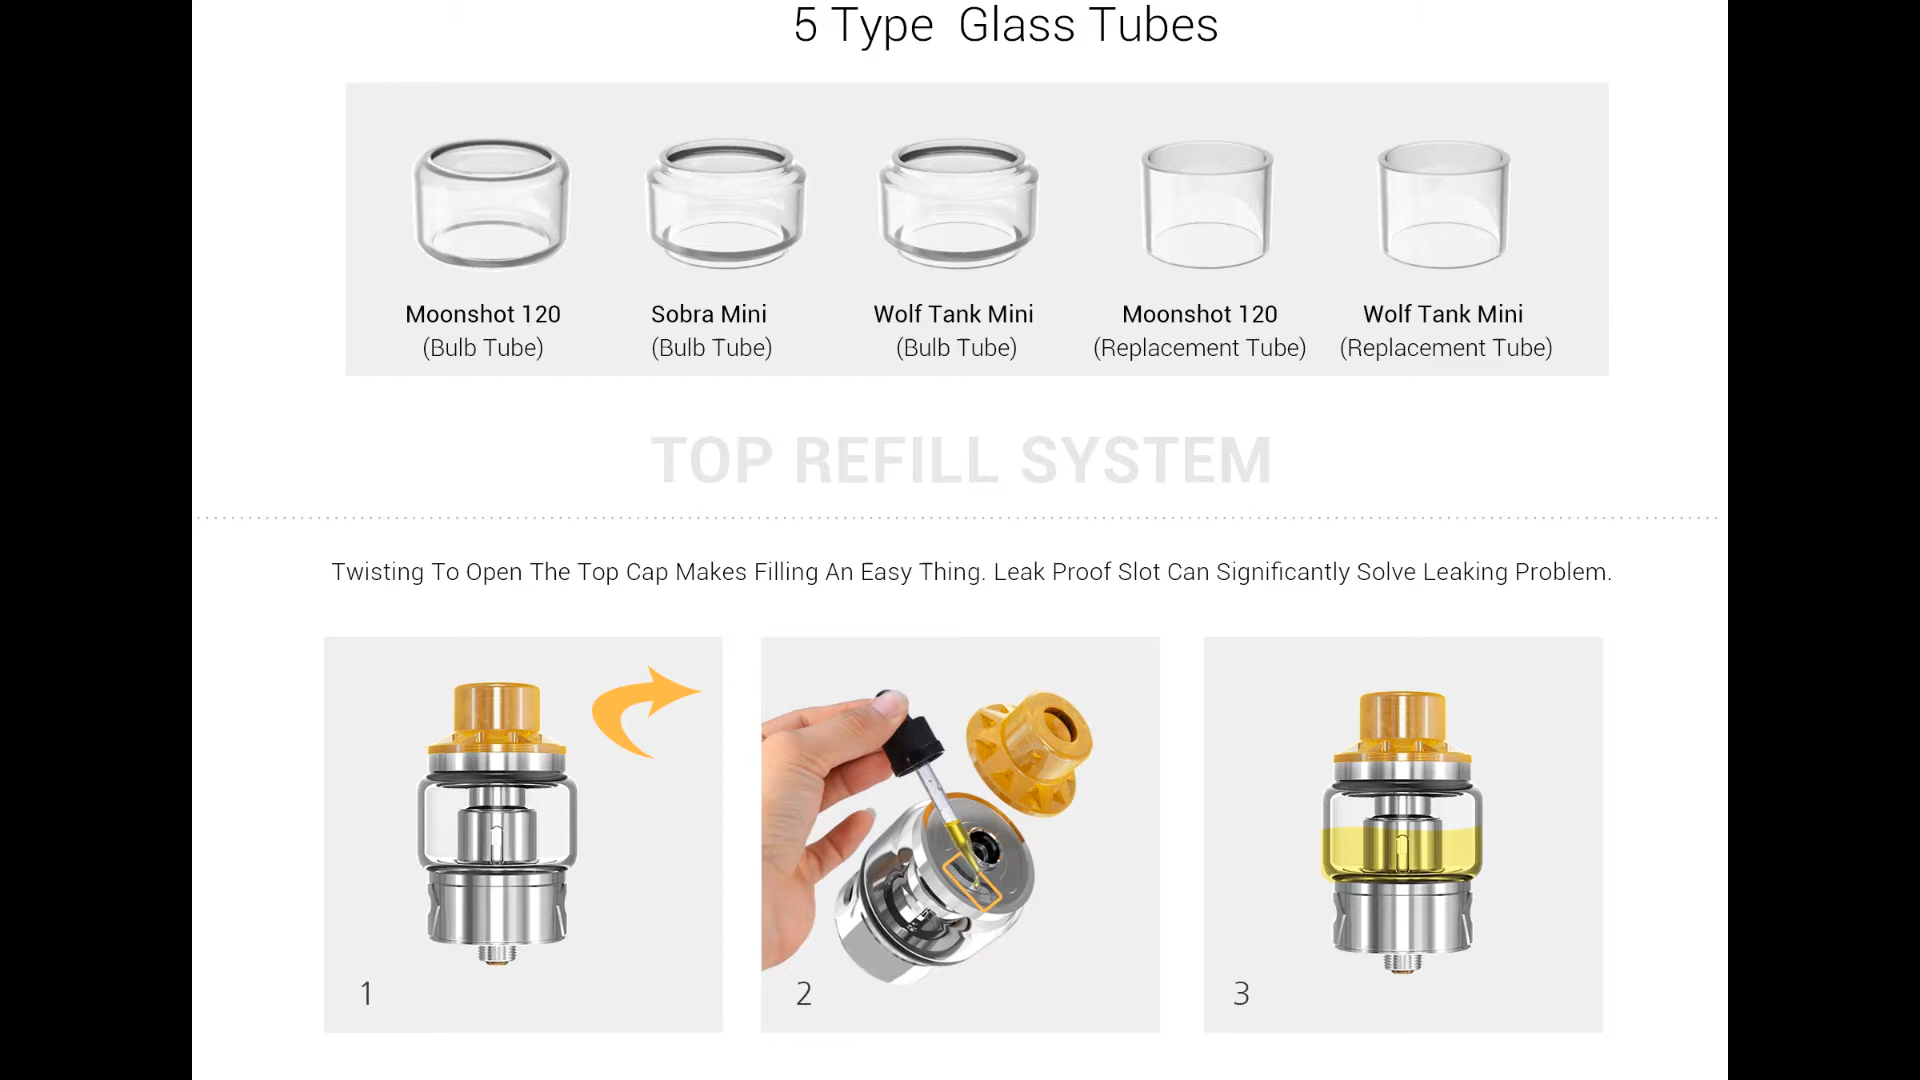 5 Type Glass Tubes
Moonshot 120
(Bulb Tube)
Sobra Mini
(Bulb Tube)
Wolf Tank Mini
(Bulb Tube)
Moonshot 120
(Replacement Tube)
Wolf Tank Mini
(Replacement Tube)
TOP REFILL SYSTEM
Twisting To Open The Top Cap Makes Filling An Easy Thing. Leak Proof Slot Can Significantly Solve Leaking Problem.
1
2
3